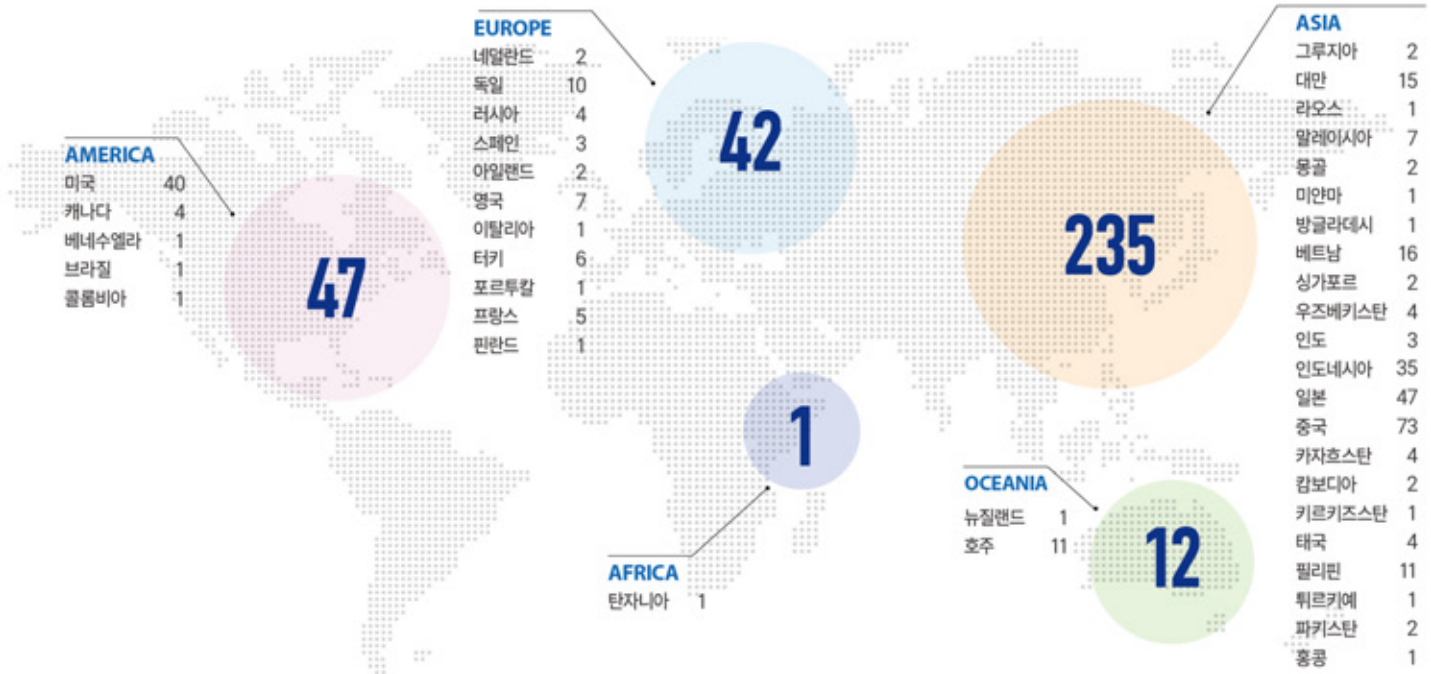 AMERICA
미국 40
캐나다 4
베네수엘라 1
브라질 1
콜롬비아 1
47
EUROPE
네덜란드 2
독일 10
러시아 4
스페인 3
아일랜드 2
영국 7
이탈리아 1
터키 6
포르투칼 1
프랑스 5
핀란드 1
42
AFRICA
탄자니아 1
1
OCEANIA
뉴질랜드 1
호주 11
12
ASIA
그루지아 2
대만 15
라오스 1
말레이시아 7
몽골 2
미얀마 1
방글라데시 1
베트남 16
싱가포르 2
우즈베키스탄 4
인도 3
인도네시아 35
일본 47
중국 73
카자흐스탄 4
캄보디아 2
키르키즈스탄 1
태국 4
필리핀 11
튀르키예 1
파키스탄 2
홍콩 1
235